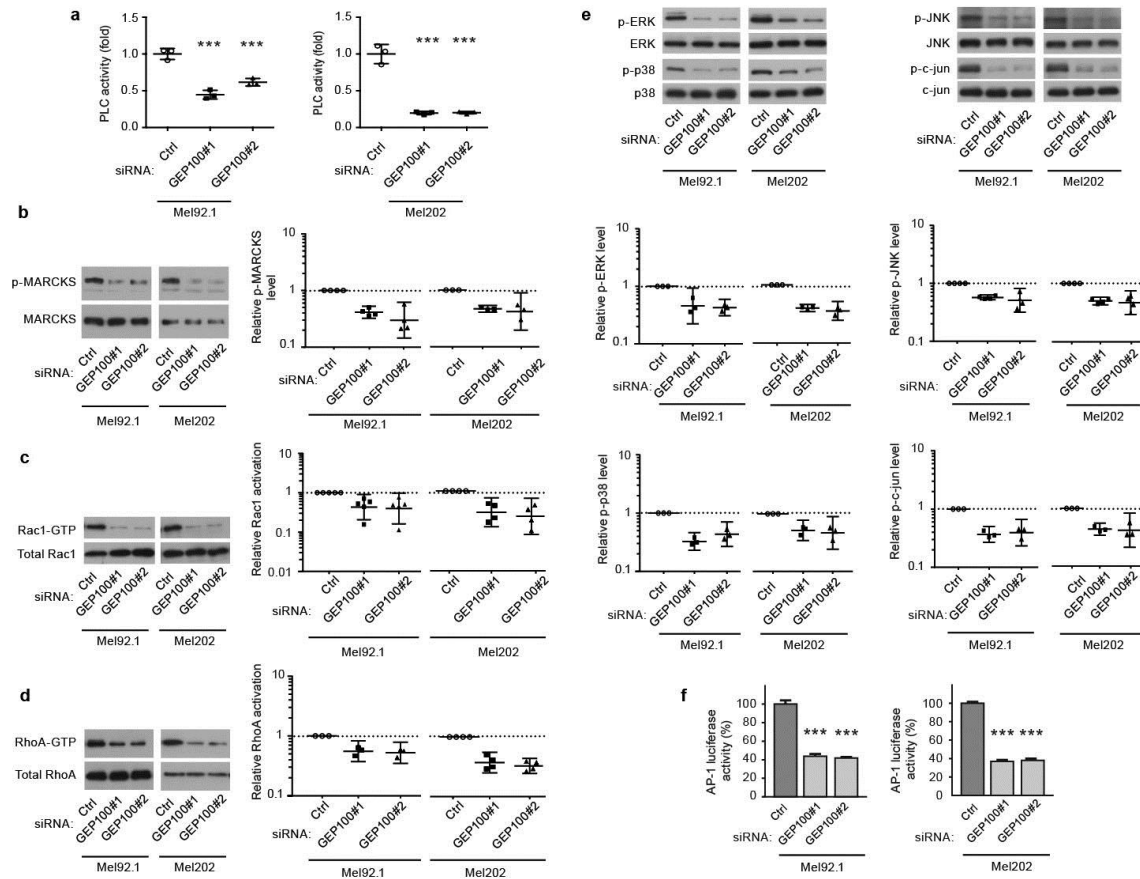 a
PLC activity (fold)
1.5
1.0
0.5
0.0
***
***
siRNA:
Ctrl
GEP100#1
GEP100#2
Mel92.1
PLC activity (fold)
1.5
1.0
0.5
0.0
***
***
Ctrl
GEP100#1
GEP100#2
Mel202
b
p-MARCKS
MARCKS
siRNA:
Ctrl
GEP100#1
GEP100#2
Ctrl
GEP100#1
GEP100#2
Mel92.1
Mel202
Relative p-MARCKS
level
10
1
0.1
siRNA:
Ctrl
GEP100#1
GEP100#2
Ctrl
GEP100#1
GEP100#2
Mel92.1
Mel202
c
Rac1-GTP
Total Rac1
siRNA:
Ctrl
GEP100#1
GEP100#2
Ctrl
GEP100#1
GEP100#2
Mel92.1
Mel202
Relative Rac1 activation
100
10
1
0.1
0.01
siRNA:
Ctrl
GEP100#1
GEP100#2
Ctrl
GEP100#1
GEP100#2
Mel92.1
Mel202
d
RhoA-GTP
Total RhoA
siRNA:
Ctrl
GEP100#1
GEP100#2
Ctrl
GEP100#1
GEP100#2
Mel92.1
Mel202
Relative RhoA activation
10
1
0.1
siRNA:
Ctrl
GEP100#1
GEP100#2
Ctrl
GEP100#1
GEP100#2
Mel92.1
Mel202
e
p-ERK
ERK
p-p38
p38
siRNA:
Ctrl
GEP100#1
GEP100#2
Ctrl
GEP100#1
GEP100#2
Mel92.1
Mel202
p-JNK
JNK
p-c-jun
c-jun
siRNA:
Ctrl
GEP100#1
GEP100#2
Ctrl
GEP100#1
GEP100#2
Mel92.1
Mel202
Relative p-ERK level
10
1
0.1
siRNA:
Ctrl
GEP100#1
GEP100#2
Ctrl
GEP100#1
GEP100#2
Mel92.1
Mel202
Relative p-JNK level
10
1
0.1
siRNA:
Ctrl
GEP100#1
GEP100#2
Ctrl
GEP100#1
GEP100#2
Mel92.1
Mel202
Relative p-p38 level
10
1
0.1
siRNA:
Ctrl
GEP100#1
GEP100#2
Ctrl
GEP100#1
GEP100#2
Mel92.1
Mel202
Relative p-c-jun level
10
1
0.1
siRNA:
Ctrl
GEP100#1
GEP100#2
Ctrl
GEP100#1
GEP100#2
Mel92.1
Mel202
f
AP-1 luciferase
activity (%)
100
80
60
40
20
0
***
***
siRNA:
Ctrl
GEP100#1
GEP100#2
Mel92.1
AP-1 luciferase
activity (%)
100
80
60
40
20
0
***
***
siRNA:
Ctrl
GEP100#1
GEP100#2
Mel202